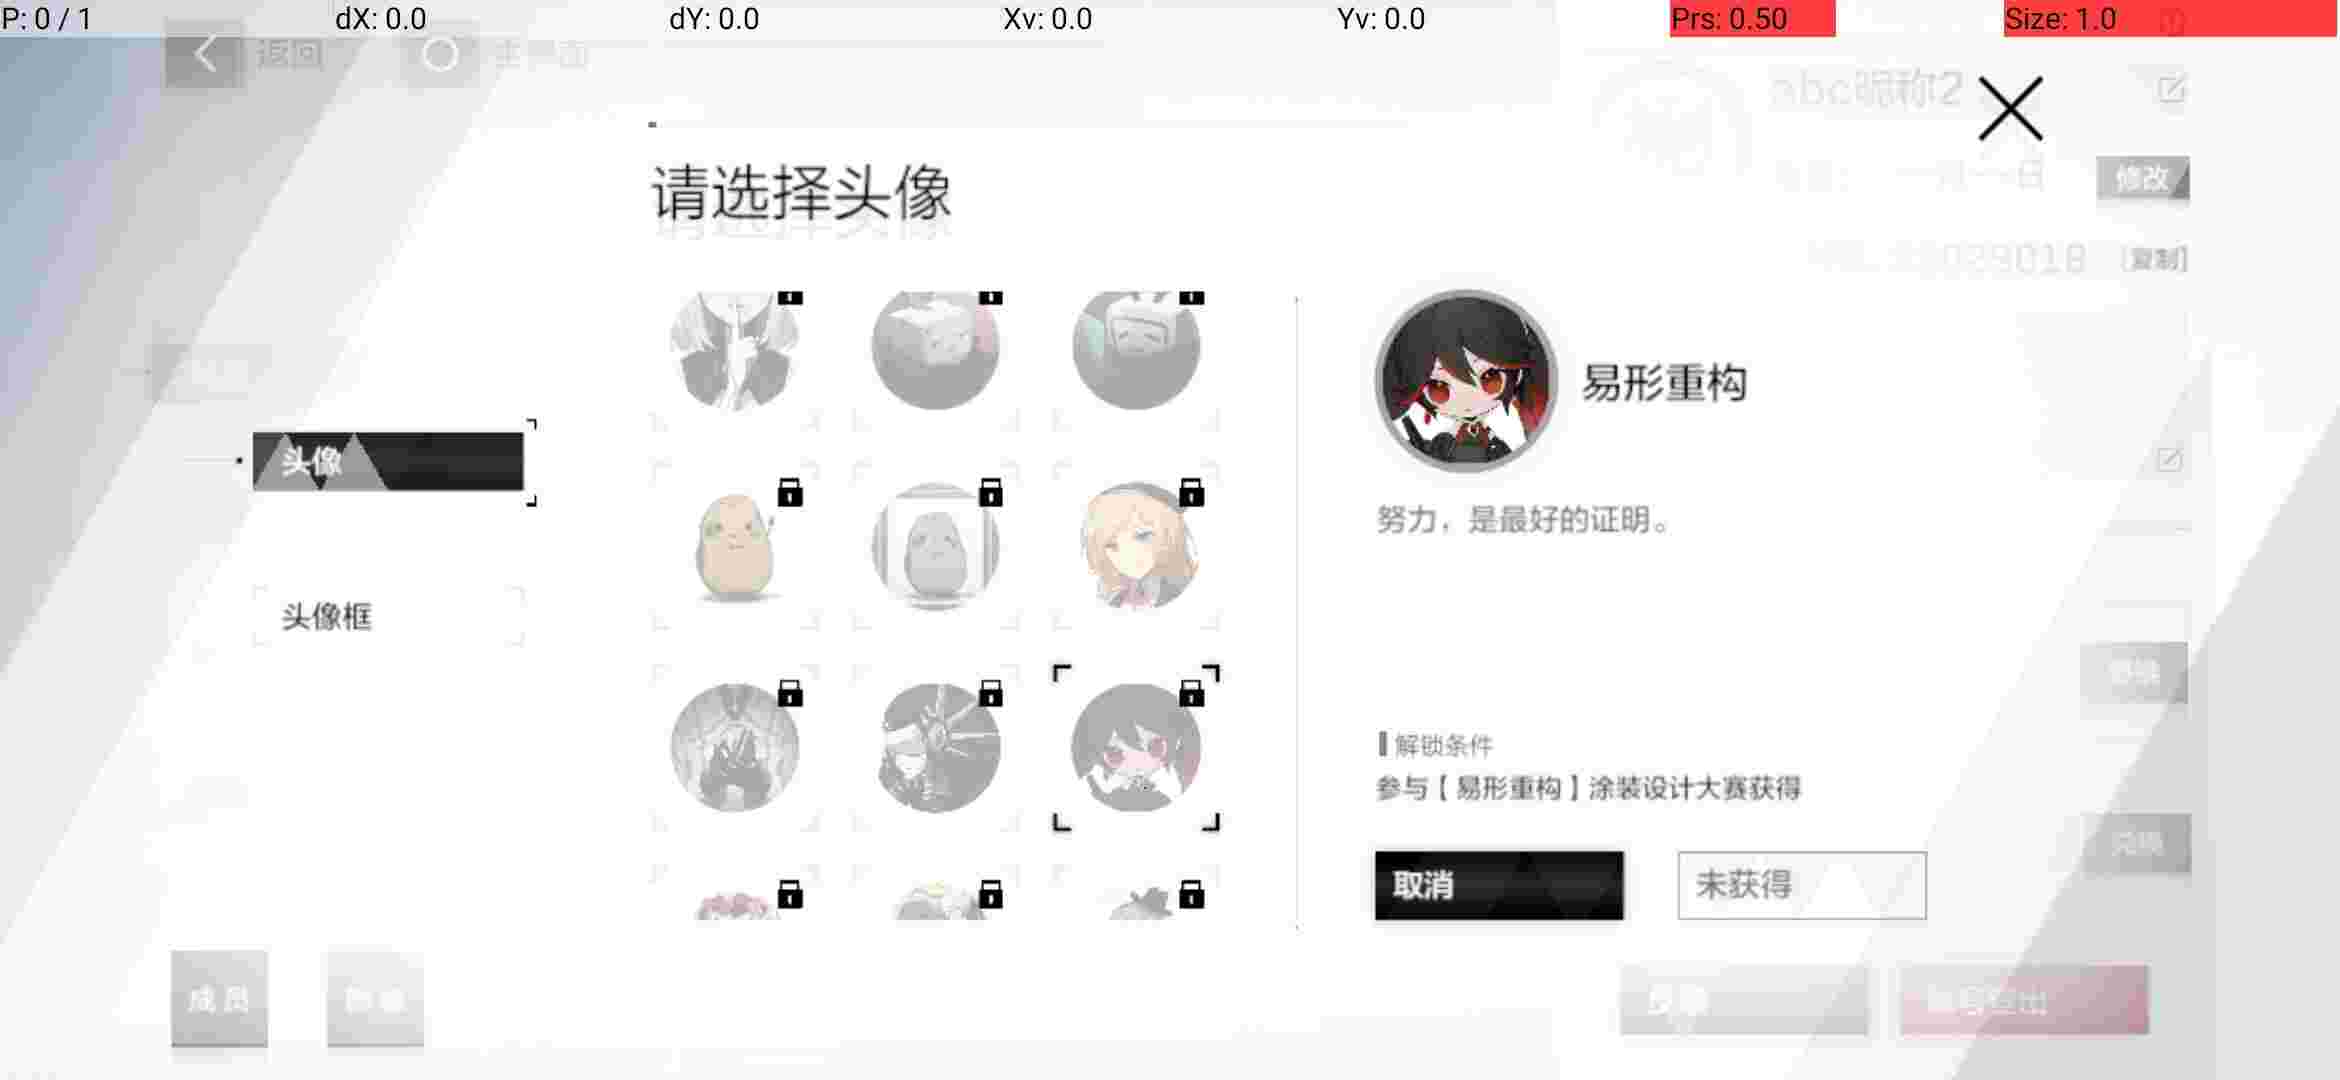 P: 0 / 1 dX: 0.0 dY: 0.0 Xv: 0.0 Yv: 0.0 Prs: 0.50 Size: 1.0
返回 主界面
abc昵称2
请选择头像
修改
029018 [复制]
头像
易形重构
努力，是最好的证明。
头像框
解锁条件
参与【易形重构】涂装设计大赛获得
取消 未获得
兑换
成员